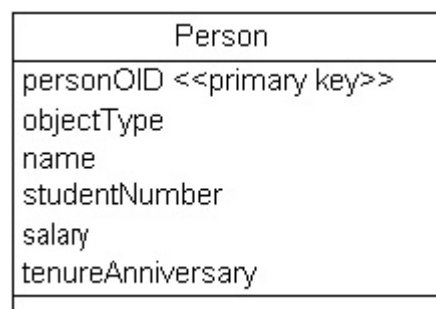 Person
personOID <<primary key>>
objectType
name
studentNumber
salary
tenureAnniversary